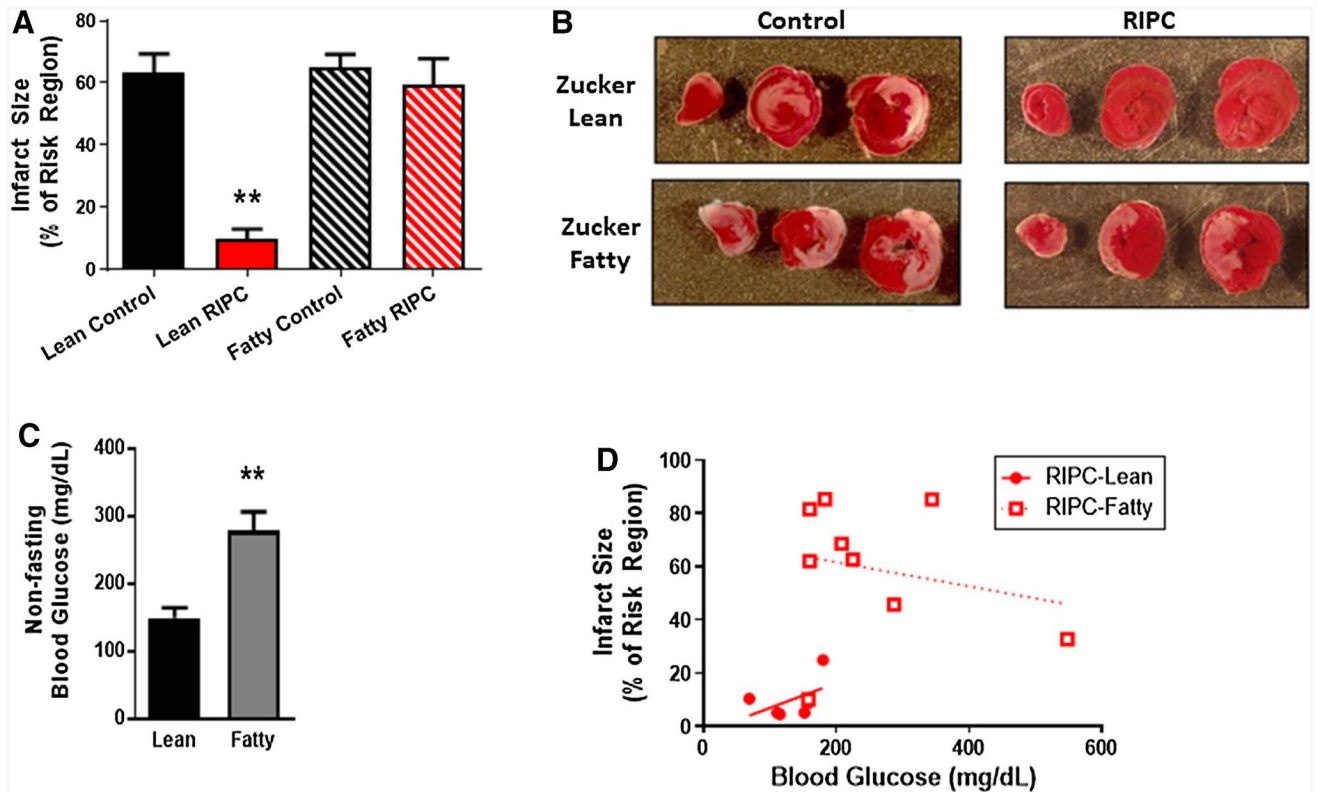 A
Infarct Size
(% of Risk Region)
80
60
40
20
0
**
Lean Control
Lean RIPC
Fatty Control
Fatty RIPC
B
Control
RIPC
Zucker
Lean
Zucker
Fatty
C
Non-fasting
Blood Glucose (mg/dL)
400
300
200
100
0
**
Lean
Fatty
D
Infarct Size
(% of Risk Region)
100
80
60
40
20
0
0
200
400
600
Blood Glucose (mg/dL)
RIPC-Lean
RIPC-Fatty